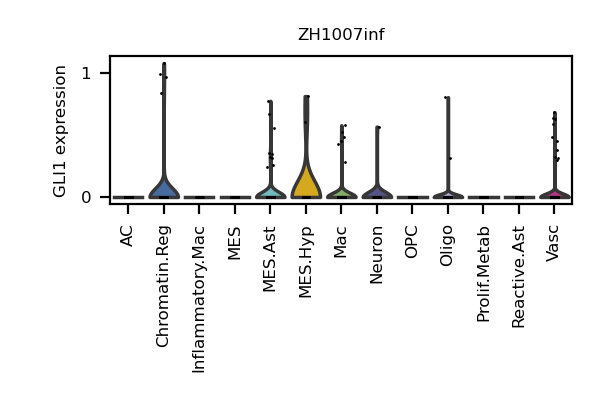 ZH1007inf
GLI1 expression
1
0
AC
Chromatin.Reg
Inflammatory.Mac
MES
MES.Ast
MES.Hyp
Mac
Neuron
OPC
Oligo
Prolif.Metab
Reactive.Ast
Vasc